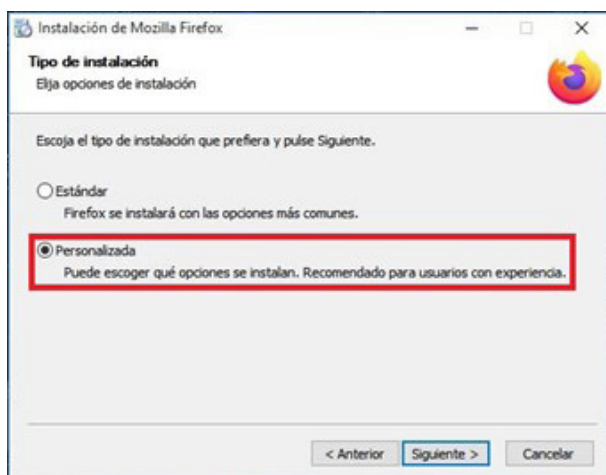 Instalación de Mozilla Firefox
Tipo de instalación
Elija opciones de instalación
Escoja el tipo de instalación que prefiera y pulse Siguiente.
Estándar
Firefox se instalará con las opciones más comunes.
Personalizada
Puede escoger qué opciones se instalan. Recomendado para usuarios con experiencia.
< Anterior Siguiente > Cancelar